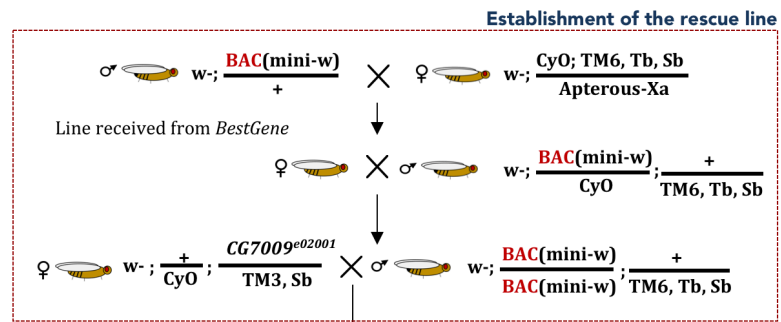 Establishment of the rescue line
♂ w-; BAC(mini-w) / + X ♀ w-; CyO; TM6, Tb, Sb / Apterous-Xa
Line received from BestGene
♀ X ♂ w-; BAC(mini-w) / CyO ; + / TM6, Tb, Sb
♀ w- ; + / CyO ; CG7009e02001 / TM3, Sb X ♂ w-; BAC(mini-w) / BAC(mini-w) ; + / TM6, Tb, Sb